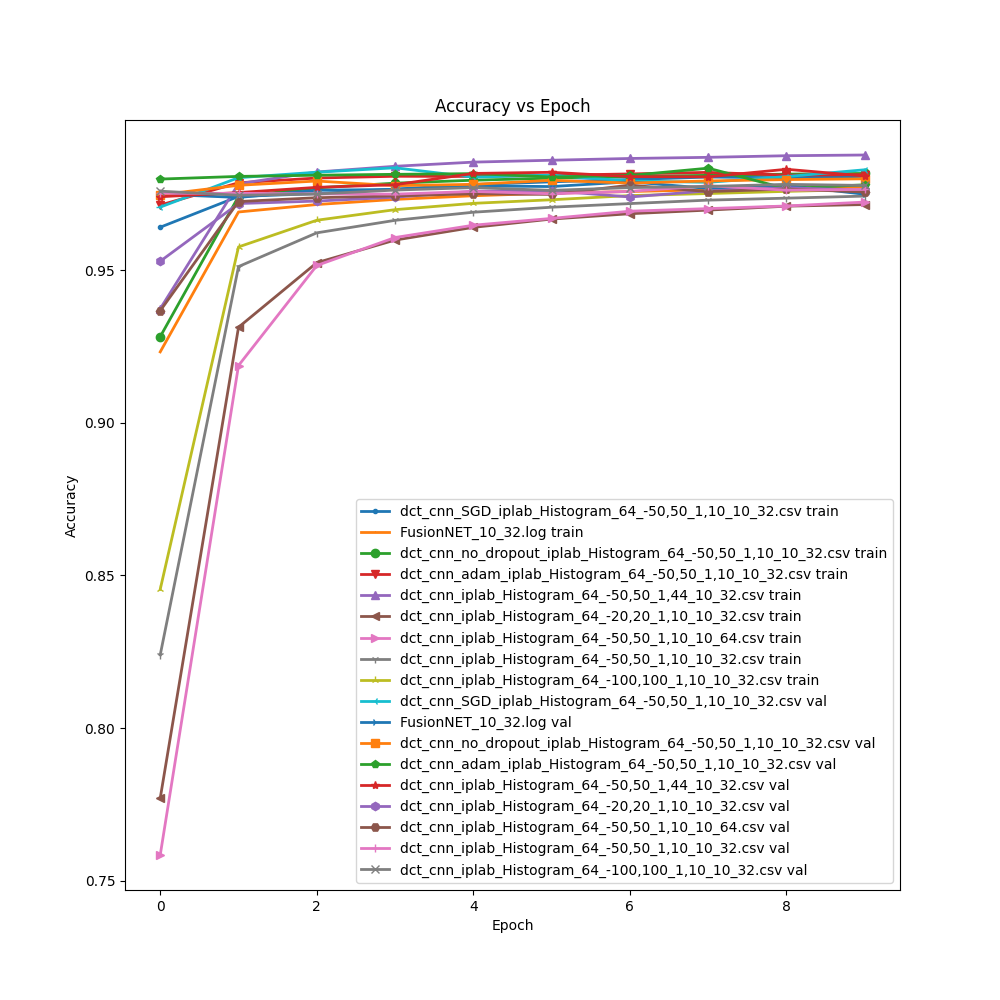 Accuracy vs Epoch
Accuracy
0.95
0.90
0.85
0.80
0.75
0
2
4
6
8
Epoch
dct_cnn_SGD_iplab_Histogram_64_-50,50_1,10_10_32.csv train
FusionNET_10_32.log train
dct_cnn_no_dropout_iplab_Histogram_64_-50,50_1,10_10_32.csv train
dct_cnn_adam_iplab_Histogram_64_-50,50_1,10_10_32.csv train
dct_cnn_iplab_Histogram_64_-50,50_1,44_10_32.csv train
dct_cnn_iplab_Histogram_64_-20,20_1,10_10_32.csv train
dct_cnn_iplab_Histogram_64_-50,50_1,10_10_64.csv train
dct_cnn_iplab_Histogram_64_-50,50_1,10_10_32.csv train
dct_cnn_iplab_Histogram_64_-100,100_1,10_10_32.csv train
dct_cnn_SGD_iplab_Histogram_64_-50,50_1,10_10_32.csv val
FusionNET_10_32.log val
dct_cnn_no_dropout_iplab_Histogram_64_-50,50_1,10_10_32.csv val
dct_cnn_adam_iplab_Histogram_64_-50,50_1,10_10_32.csv val
dct_cnn_iplab_Histogram_64_-50,50_1,44_10_32.csv val
dct_cnn_iplab_Histogram_64_-20,20_1,10_10_32.csv val
dct_cnn_iplab_Histogram_64_-50,50_1,10_10_64.csv val
dct_cnn_iplab_Histogram_64_-50,50_1,10_10_32.csv val
dct_cnn_iplab_Histogram_64_-100,100_1,10_10_32.csv val